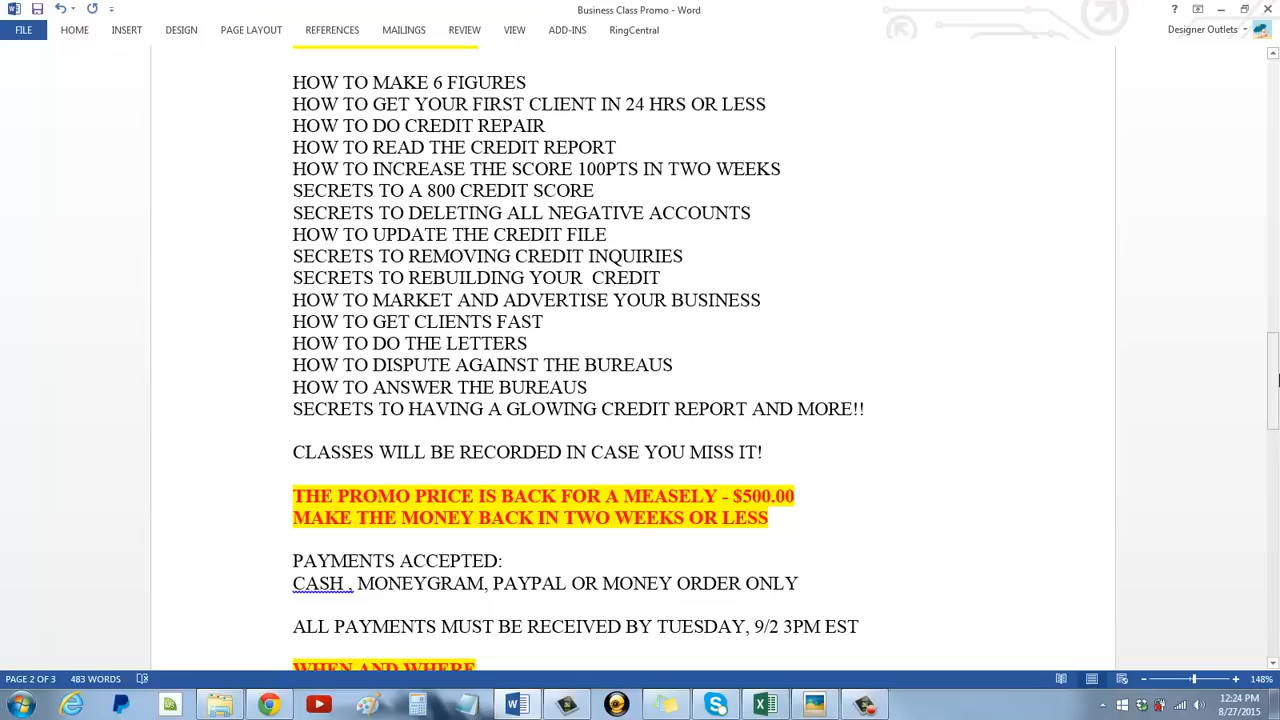 Business Class Promo - Word
FILE HOME INSERT DESIGN PAGE LAYOUT REFERENCES MAILINGS REVIEW VIEW ADD-INS RingCentral Designer Outlets
HOW TO MAKE 6 FIGURES
HOW TO GET YOUR FIRST CLIENT IN 24 HRS OR LESS
HOW TO DO CREDIT REPAIR
HOW TO READ THE CREDIT REPORT
HOW TO INCREASE THE SCORE 100PTS IN TWO WEEKS
SECRETS TO A 800 CREDIT SCORE
SECRETS TO DELETING ALL NEGATIVE ACCOUNTS
HOW TO UPDATE THE CREDIT FILE
SECRETS TO REMOVING CREDIT INQUIRIES
SECRETS TO REBUILDING YOUR  CREDIT
HOW TO MARKET AND ADVERTISE YOUR BUSINESS
HOW TO GET CLIENTS FAST
HOW TO DO THE LETTERS
HOW TO DISPUTE AGAINST THE BUREAUS
HOW TO ANSWER THE BUREAUS
SECRETS TO HAVING A GLOWING CREDIT REPORT AND MORE!!
CLASSES WILL BE RECORDED IN CASE YOU MISS IT!
THE PROMO PRICE IS BACK FOR A MEASELY - $500.00
MAKE THE MONEY BACK IN TWO WEEKS OR LESS
PAYMENTS ACCEPTED:
CASH , MONEYGRAM, PAYPAL OR MONEY ORDER ONLY
ALL PAYMENTS MUST BE RECEIVED BY TUESDAY, 9/2 3PM EST
WHEN AND WHERE
PAGE 2 OF 3 483 WORDS 148%
12:24 PM
8/27/2015